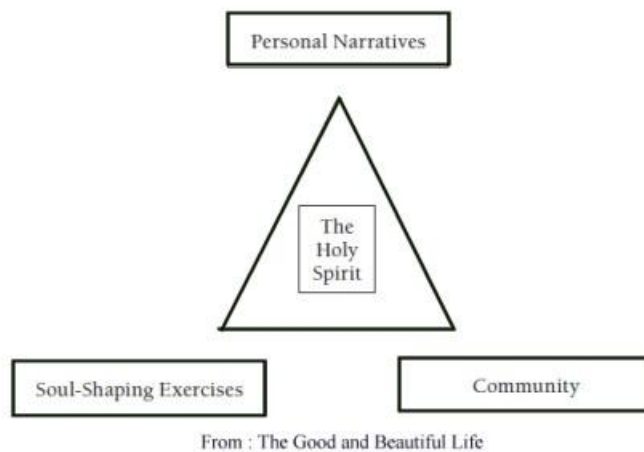 Personal Narratives
The
Holy
Spirit
Soul-Shaping Exercises
Community
From : The Good and Beautiful Life